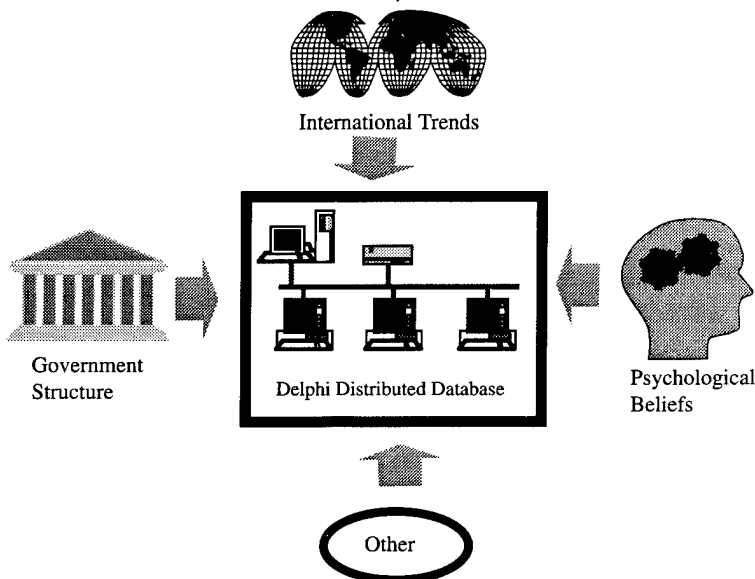 International Trends
Government
Structure
Delphi Distributed Database
Psychological
Beliefs
Other